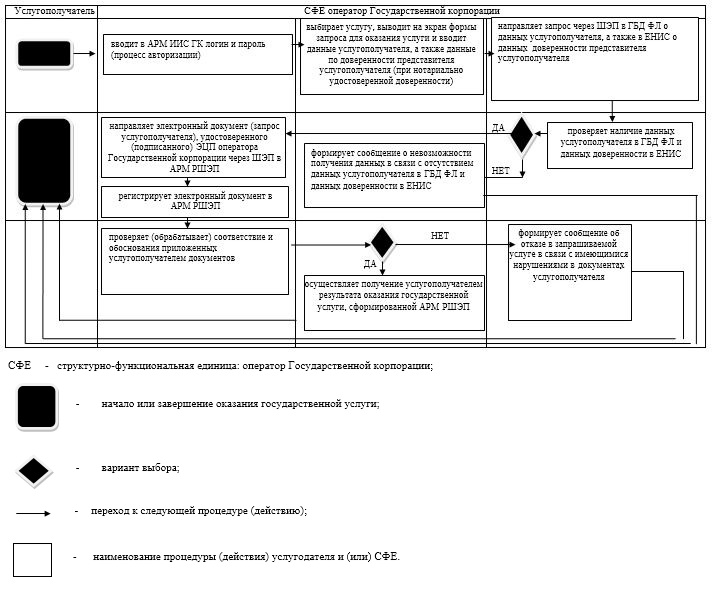 Услугополучатель
СФЕ оператор Государственной корпорации
вводит в АРМ ИИС ГК логин и пароль
(процесс авторизации)
выбирает услугу, выводит на экран формы
запроса для оказания услуги и вводит
данные услугополучателя, а также данные
по доверенности представителя
услугополучателя (при нотариально
удостоверенной доверенности)
направляет запрос через ШЭП в ГБД ФЛ о
данных услугополучателя, а также в ЕНИС о
данных доверенности представителя
услугополучателя
проверяет наличие данных
услугополучателя в ГБД ФЛ и
данных доверенности в ЕНИС
ДА
НЕТ
формирует сообщение о невозможности
получения данных в связи с отсутствием
данных услугополучателя в ГБД ФЛ и
данных доверенности в ЕНИС
направляет электронный документ (запрос
услугополучателя), удостоверенного
(подписанного) ЭЦП оператора
Государственной корпорации через ШЭП в
АРМ РШЭП
регистрирует электронный документ в
АРМ РШЭП
проверяет (обрабатывает) соответствие и
обоснования приложенных
услугополучателем документов
НЕТ
ДА
формирует сообщение об
отказе в запрашиваемой
услуге в связи с имеющимися
нарушениями в документах
услугополучателя
осуществляет получение услугополучателем
результата оказания государственной
услуги, сформированной АРМ РШЭП
СФЕ - структурно-функциональная единица: оператор Государственной корпорации;
- начало или завершение оказания государственной услуги;
- вариант выбора;
- переход к следующей процедуре (действию);
- наименование процедуры (действия) услугодателя и (или) СФЕ.